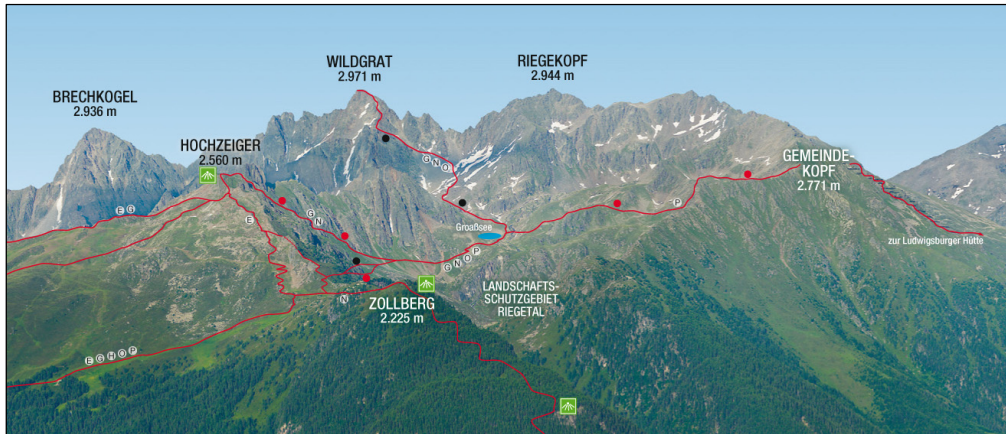 WILDGRAT
2.971 m
RIEGEKOPF
2.944 m
BRECHKOGEL
2.936 m
HOCHZEIGER
2.560 m
GEMEINDE-
KOPF
2.771 m
G N O
E G
G N
E
P
Groaßsee
G N O P
zur Ludwigsburger Hütte
LANDSCHAFTS-
SCHUTZGEBIET
RIEGETAL
N
ZOLLBERG
2.225 m
E G H O P